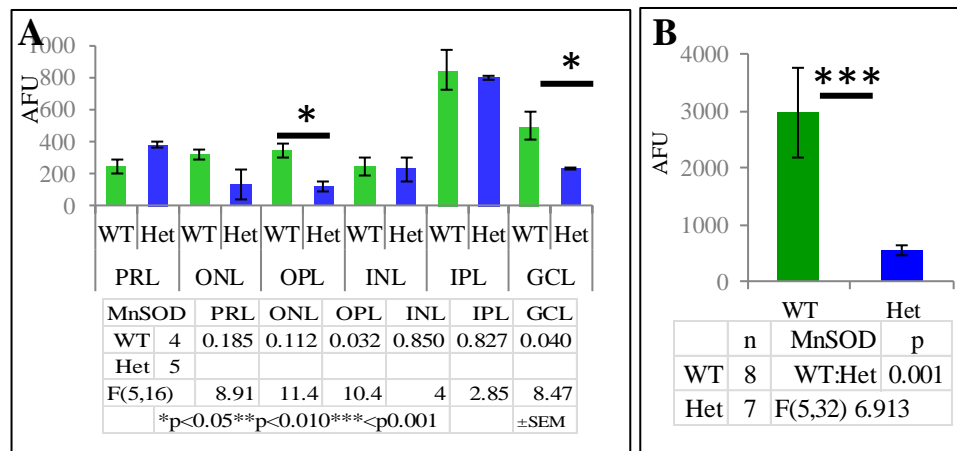 A
1000
800
600
400
200
0
AFU
*
*
WT Het WT Het WT Het WT Het WT Het WT Het
PRL ONL OPL INL IPL GCL
MnSOD PRL ONL OPL INL IPL GCL
WT 4 0.185 0.112 0.032 0.850 0.827 0.040
Het 5
F(5,16) 8.91 11.4 10.4 4 2.85 8.47
*p<0.05**p<0.010***<p0.001 ±SEM
B
4000
3000
2000
1000
0
AFU
***
WT Het
n MnSOD p
WT 8 WT:Het 0.001
Het 7 F(5,32) 6.913